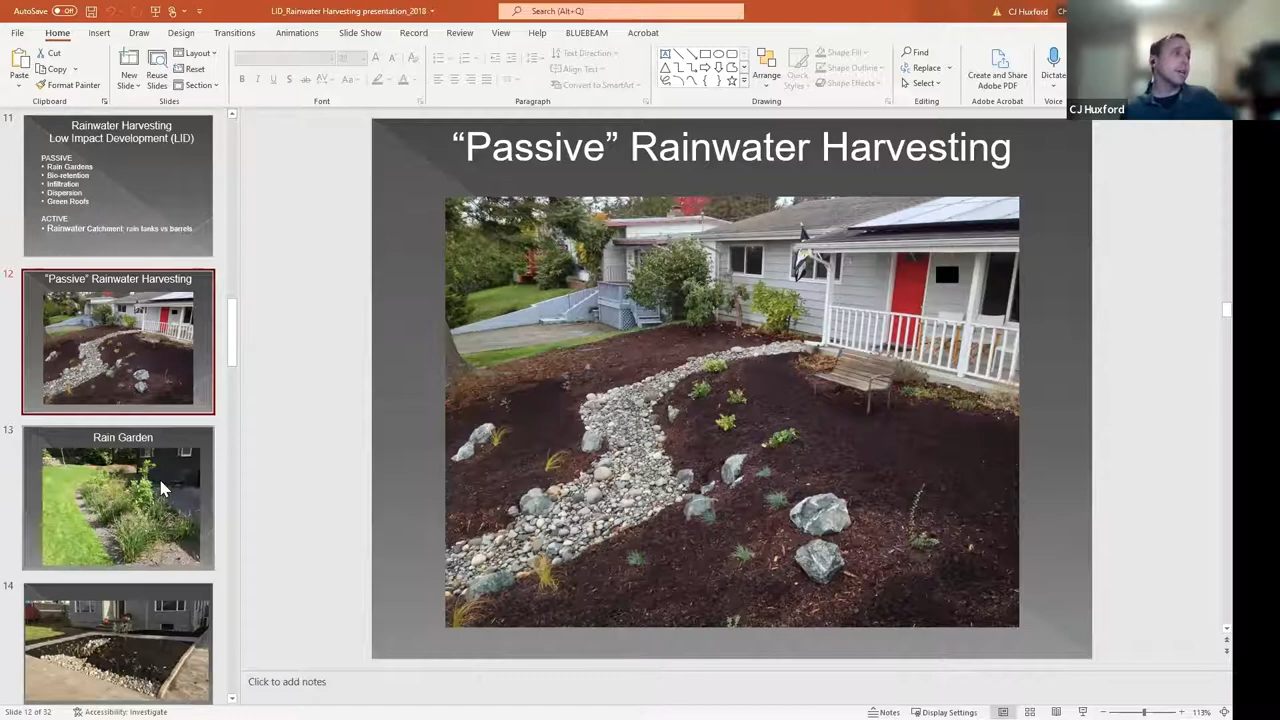 AutoSave Off LID_Rainwater Harvesting presentation_2018 Search (Alt+Q) CJ Huxford
File Home Insert Draw Design Transitions Animations Slide Show Record Review View Help BLUEBEAM Acrobat
Paste Cut Copy Format Painter
Clipboard
New Slide Reuse Slides Layout Reset Section
Slides
B I U S
Font
Text Direction Align Text Convert to SmartArt
Paragraph
Arrange Quick Styles Shape Fill Shape Outline Shape Effects
Drawing
Find Replace Select
Editing
Create and Share Adobe PDF
Adobe Acrobat
Dictate
Voice
CJ Huxford
11
Rainwater Harvesting
Low Impact Development (LID)
PASSIVE
• Rain Gardens
• Bio-retention
• Infiltration
• Dispersion
• Green Roofs
ACTIVE
• Rainwater Catchment: rain tanks vs barrels
12
“Passive” Rainwater Harvesting
13
Rain Garden
14
“Passive” Rainwater Harvesting
Click to add notes
Slide 12 of 32 Accessibility: Investigate Notes Display Settings 113%